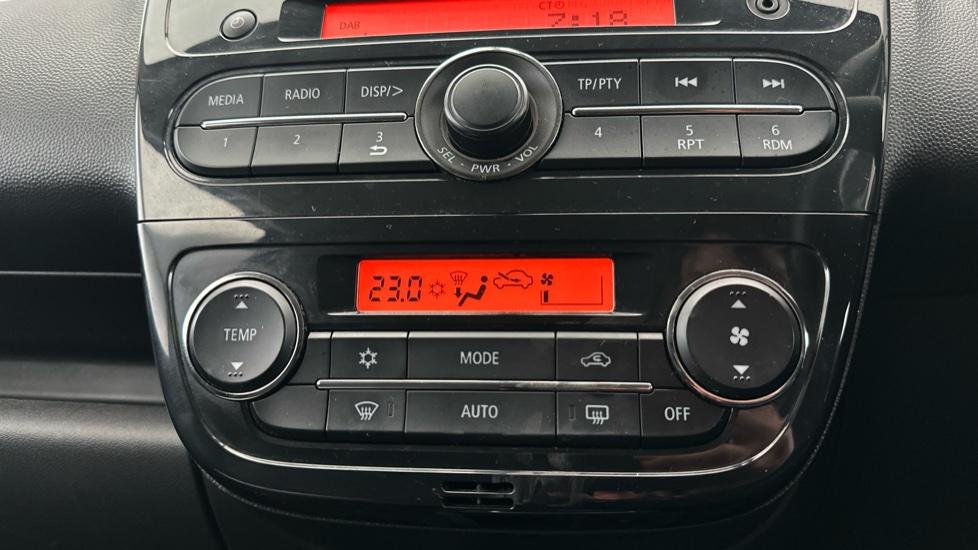 DAB CT 7:18
MEDIA RADIO DISP/> TP/PTY
1 2 3 4 5 RPT 6 RDM
SEL · PWR · VOL
23.0
TEMP MODE
AUTO OFF